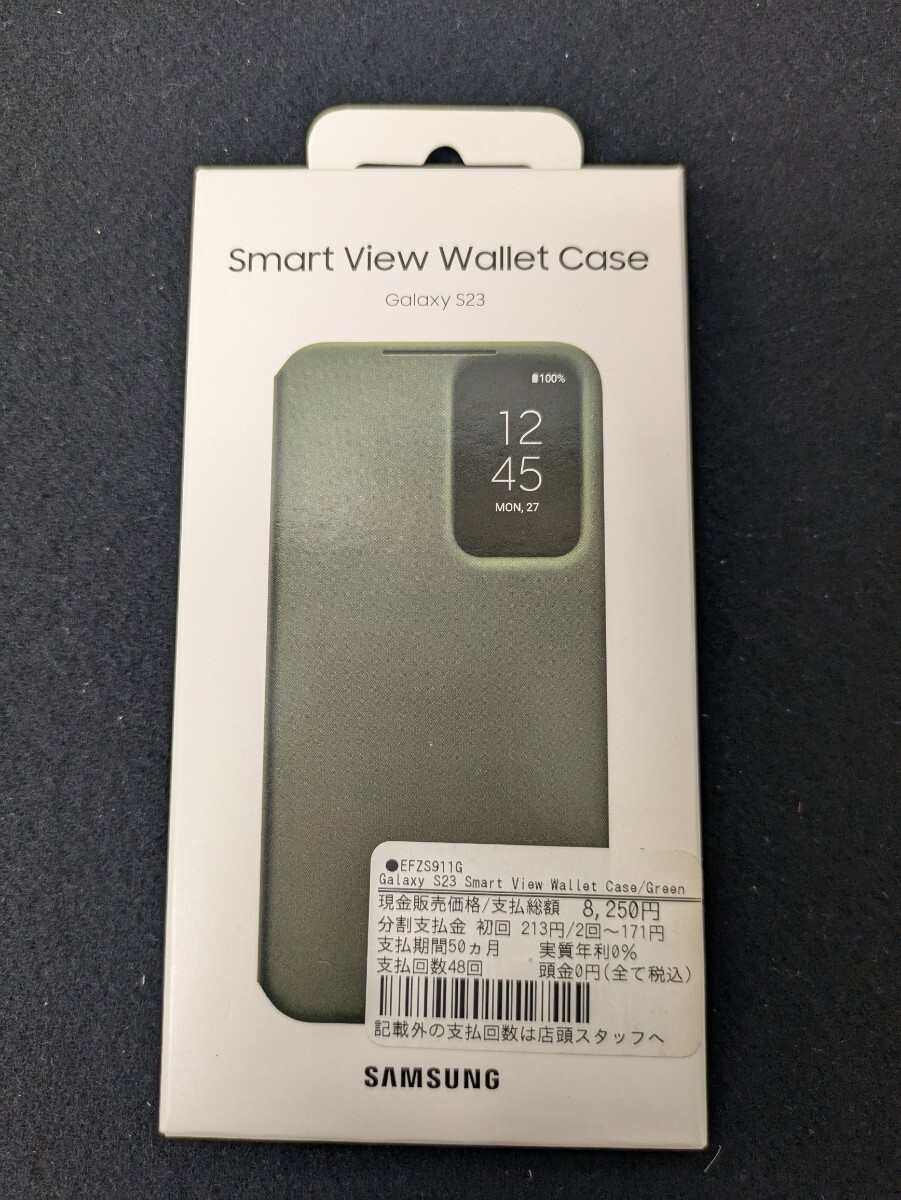 Smart View Wallet Case
Galaxy S23
100%
12
45
MON, 27
●EFZS911G
Galaxy S23 Smart View Wallet Case/Green
現金販売価格/支払総額 8,250円
分割支払金 初回 213円/2回～171円
支払期間50ヵ月 実質年利0%
支払回数48回 頭金0円(全て税込)
記載外の支払回数は店頭スタッフへ
SAMSUNG